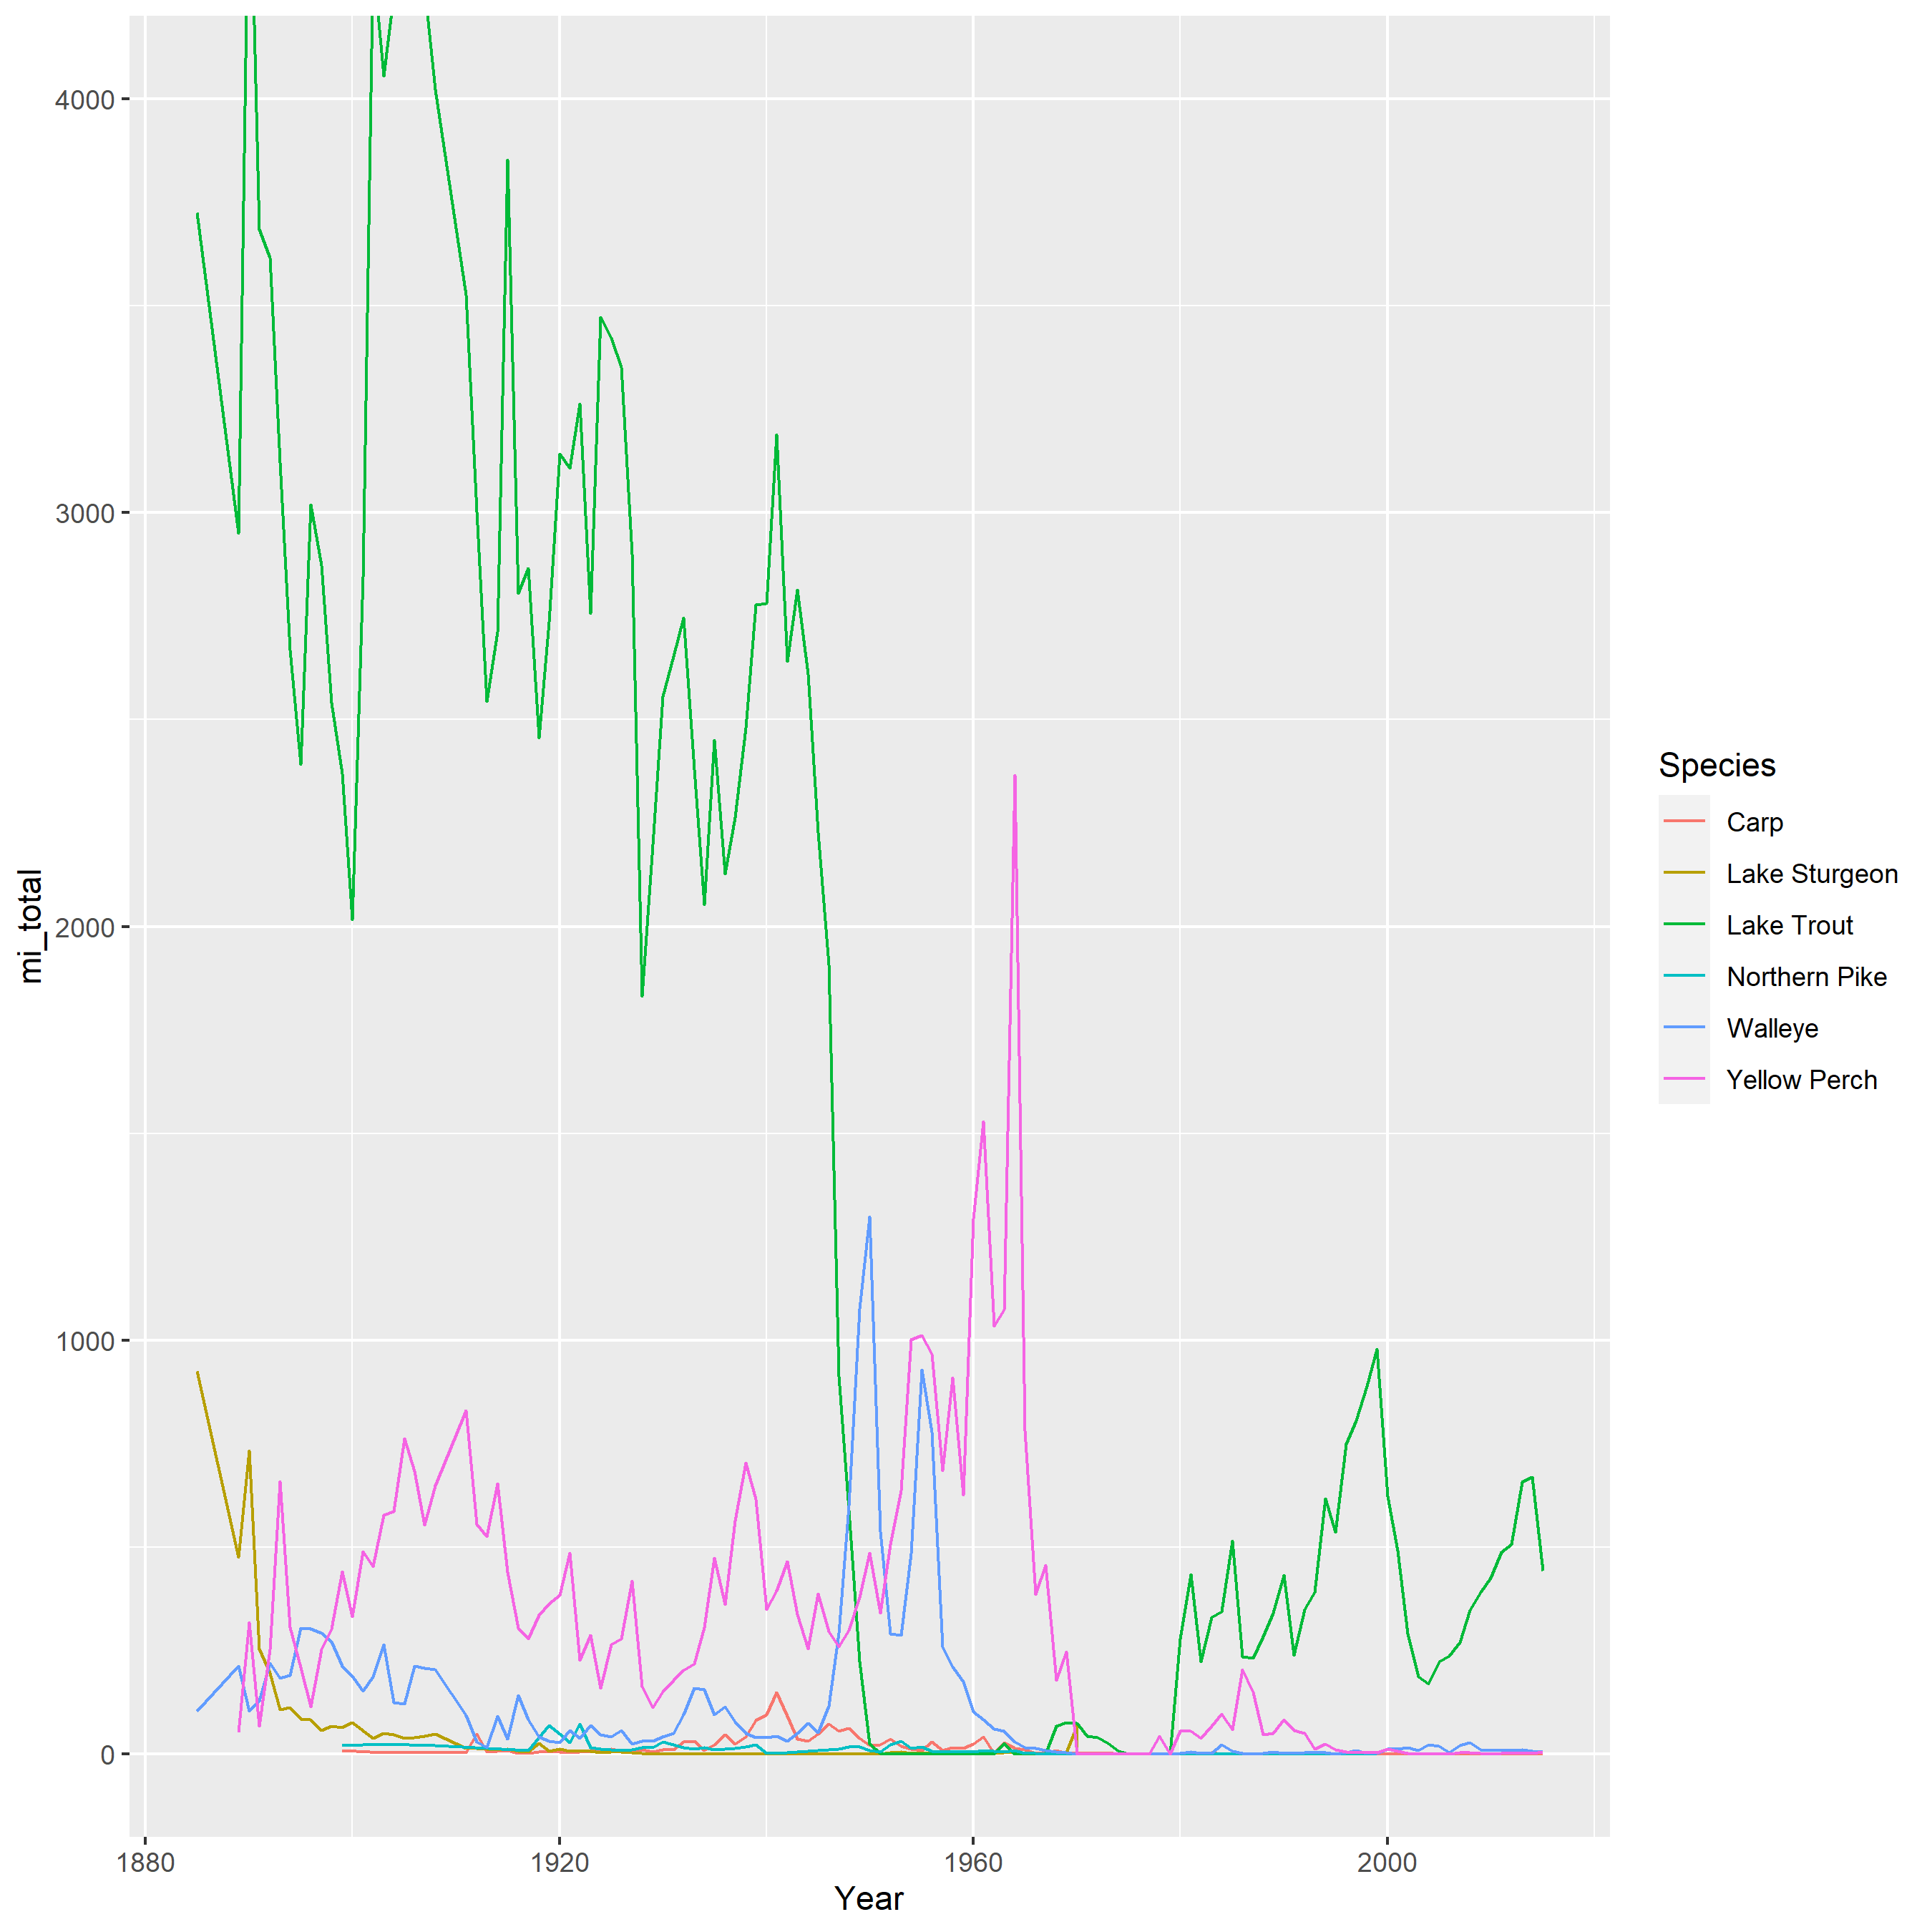 4000
3000
2000
1000
0
mi_total
1880
1920
1960
2000
Year
Species
Carp
Lake Sturgeon
Lake Trout
Northern Pike
Walleye
Yellow Perch